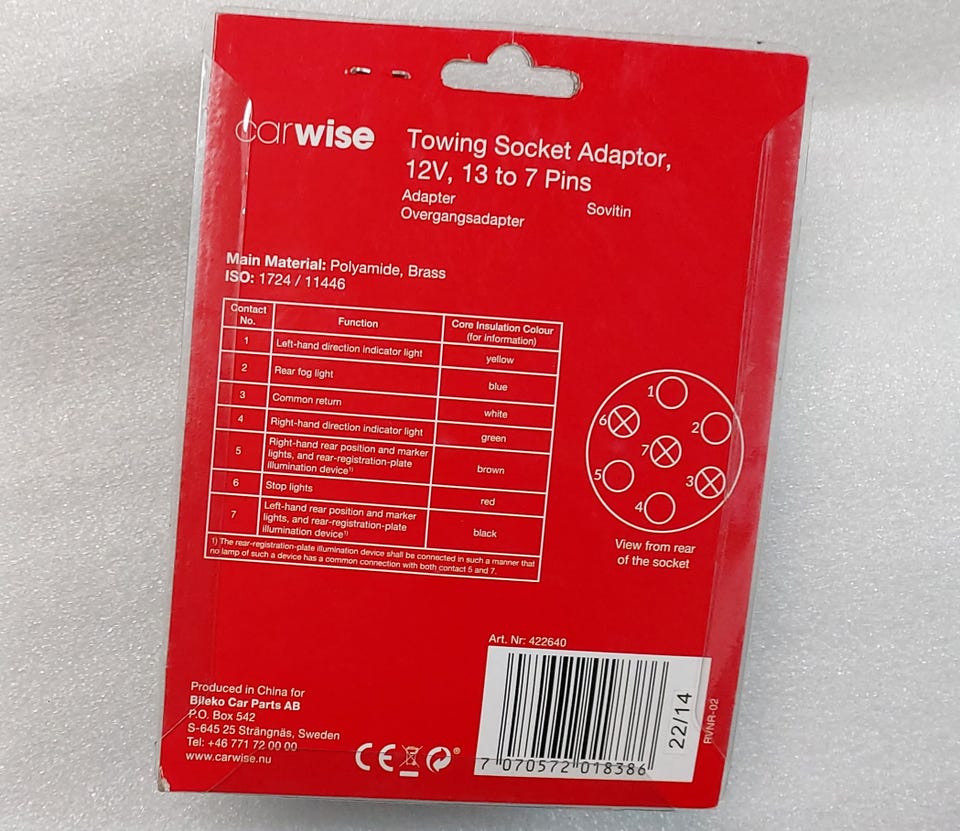 carwise
Towing Socket Adaptor,
12V, 13 to 7 Pins
Adapter Sovitin
Overgangsadapter
Main Material: Polyamide, Brass
ISO: 1724 / 11446
Contact No. Function Core Insulation Colour (for information)
1 Left-hand direction indicator light yellow
2 Rear fog light blue
3 Common return white
4 Right-hand direction indicator light green
5 Right-hand rear position and marker lights, and rear-registration-plate illumination device1) brown
6 Stop lights red
7 Left-hand rear position and marker lights, and rear-registration-plate illumination device1) black
1) The rear-registration-plate illumination device shall be connected in such a manner that
no lamp of such a device has a common connection with both contact 5 and 7.
1
6
2
7
5
3
4
View from rear
of the socket
Art. Nr: 422640
7 070572 018386
22/14
RVNR-02
Produced in China for
Bileko Car Parts AB
P.O. Box 542
S-645 25 Strängnäs, Sweden
Tel: +46 771 72 00 00
www.carwise.nu
CE